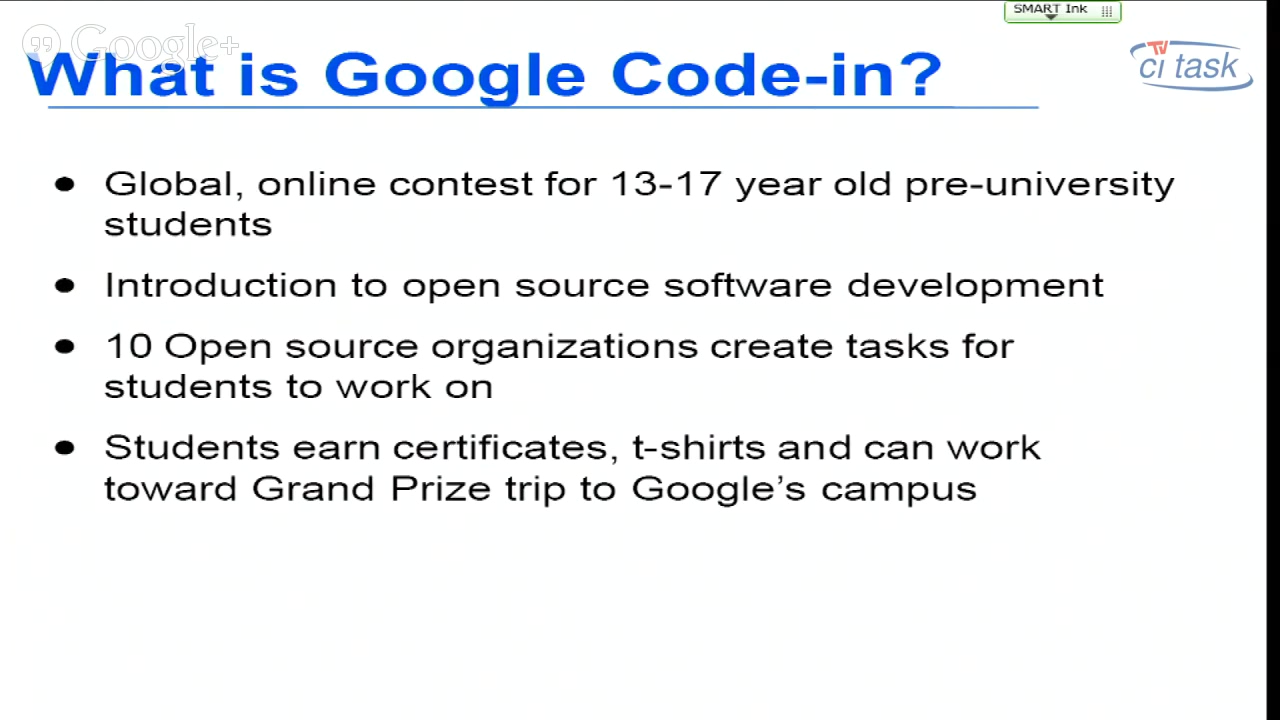 SMART Ink
Google+
What is Google Code-in?
TV
ci task
● Global, online contest for 13-17 year old pre-university
students
● Introduction to open source software development
● 10 Open source organizations create tasks for
students to work on
● Students earn certificates, t-shirts and can work
toward Grand Prize trip to Google’s campus